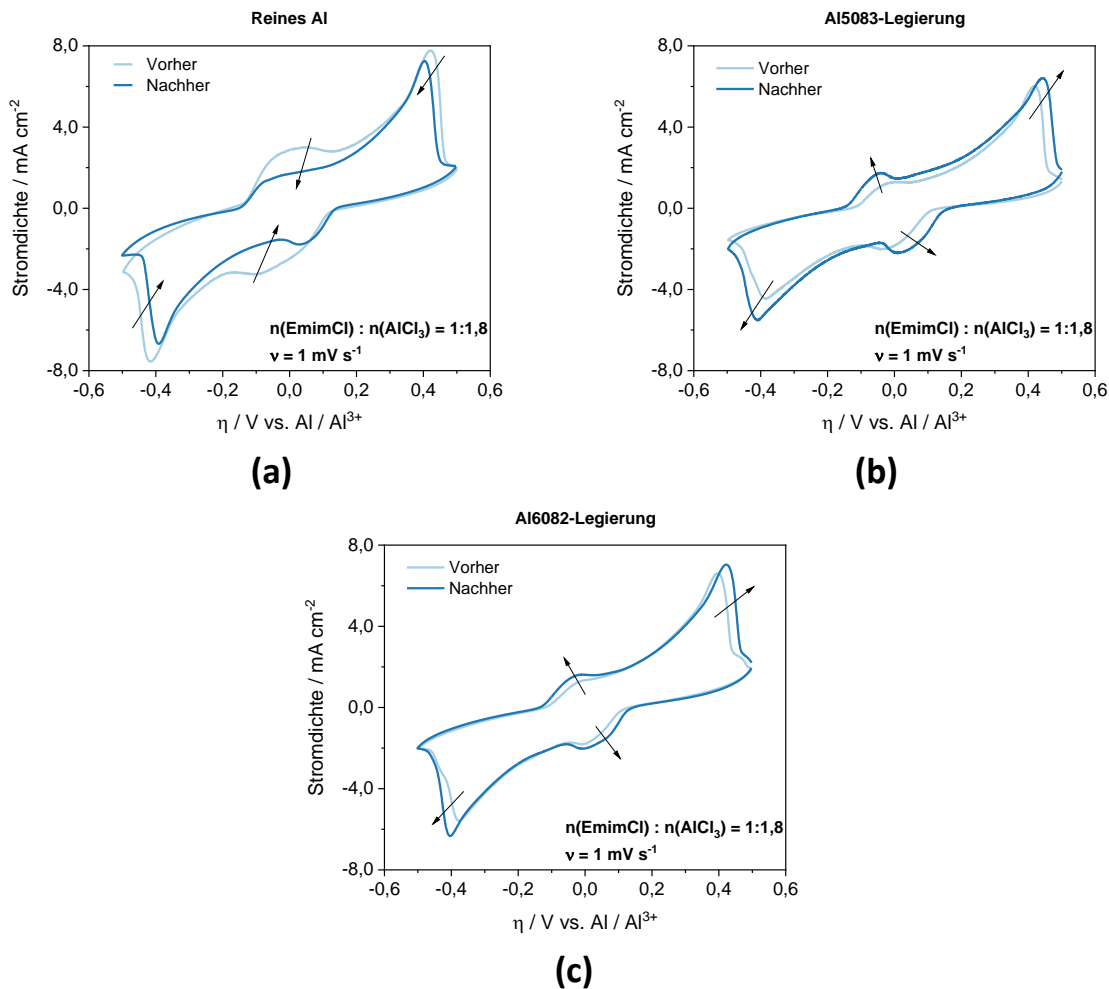 Reines Al
Vorher
Nachher
8,0
4,0
0,0
-4,0
-8,0
Stromdichte / mA cm⁻²
n(EmimCl) : n(AlCl₃) = 1:1,8
ν = 1 mV s⁻¹
-0,6 -0,4 -0,2 0,0 0,2 0,4 0,6
η / V vs. Al / Al³⁺
(a)
Al5083-Legierung
Vorher
Nachher
8,0
4,0
0,0
-4,0
-8,0
Stromdichte / mA cm⁻²
n(EmimCl) : n(AlCl₃) = 1:1,8
ν = 1 mV s⁻¹
-0,6 -0,4 -0,2 0,0 0,2 0,4 0,6
η / V vs. Al / Al³⁺
(b)
Al6082-Legierung
Vorher
Nachher
8,0
4,0
0,0
-4,0
-8,0
Stromdichte / mA cm⁻²
n(EmimCl) : n(AlCl₃) = 1:1,8
ν = 1 mV s⁻¹
-0,6 -0,4 -0,2 0,0 0,2 0,4 0,6
η / V vs. Al / Al³⁺
(c)